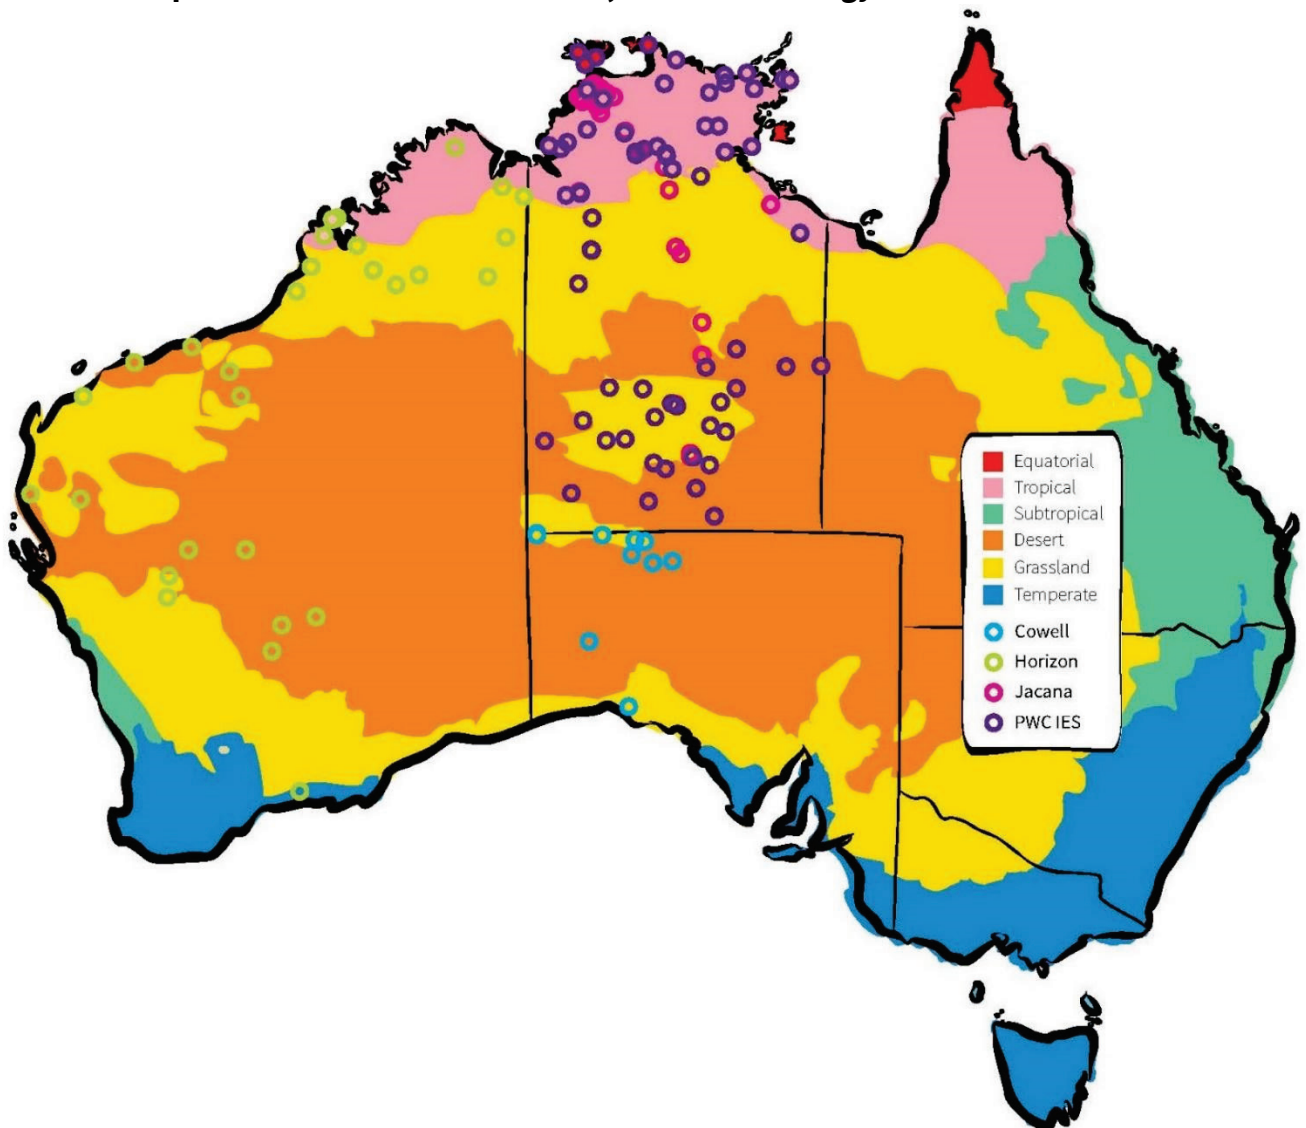 Equatorial
Tropical
Subtropical
Desert
Grassland
Temperate
Cowell
Horizon
Jacana
PWC IES